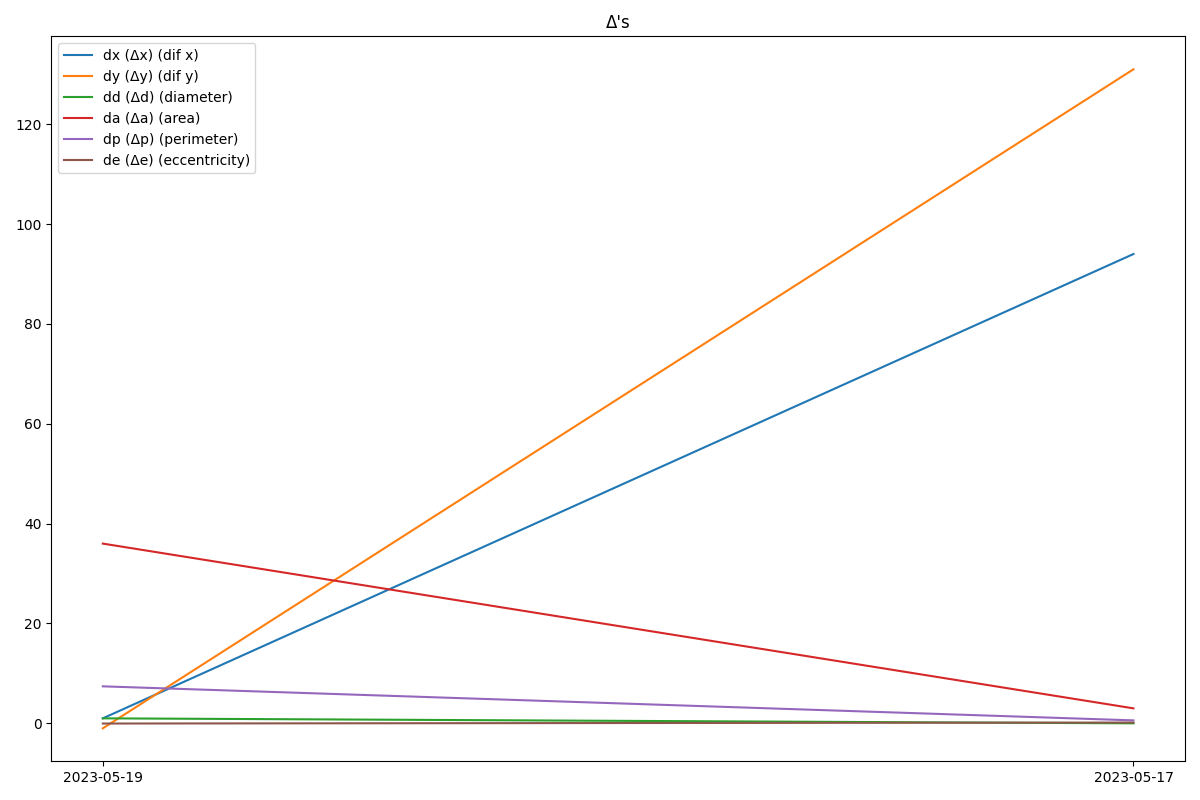 Δ's
dx (Δx) (dif x)
dy (Δy) (dif y)
dd (Δd) (diameter)
da (Δa) (area)
dp (Δp) (perimeter)
de (Δe) (eccentricity)
120
100
80
60
40
20
0
2023-05-19
2023-05-17